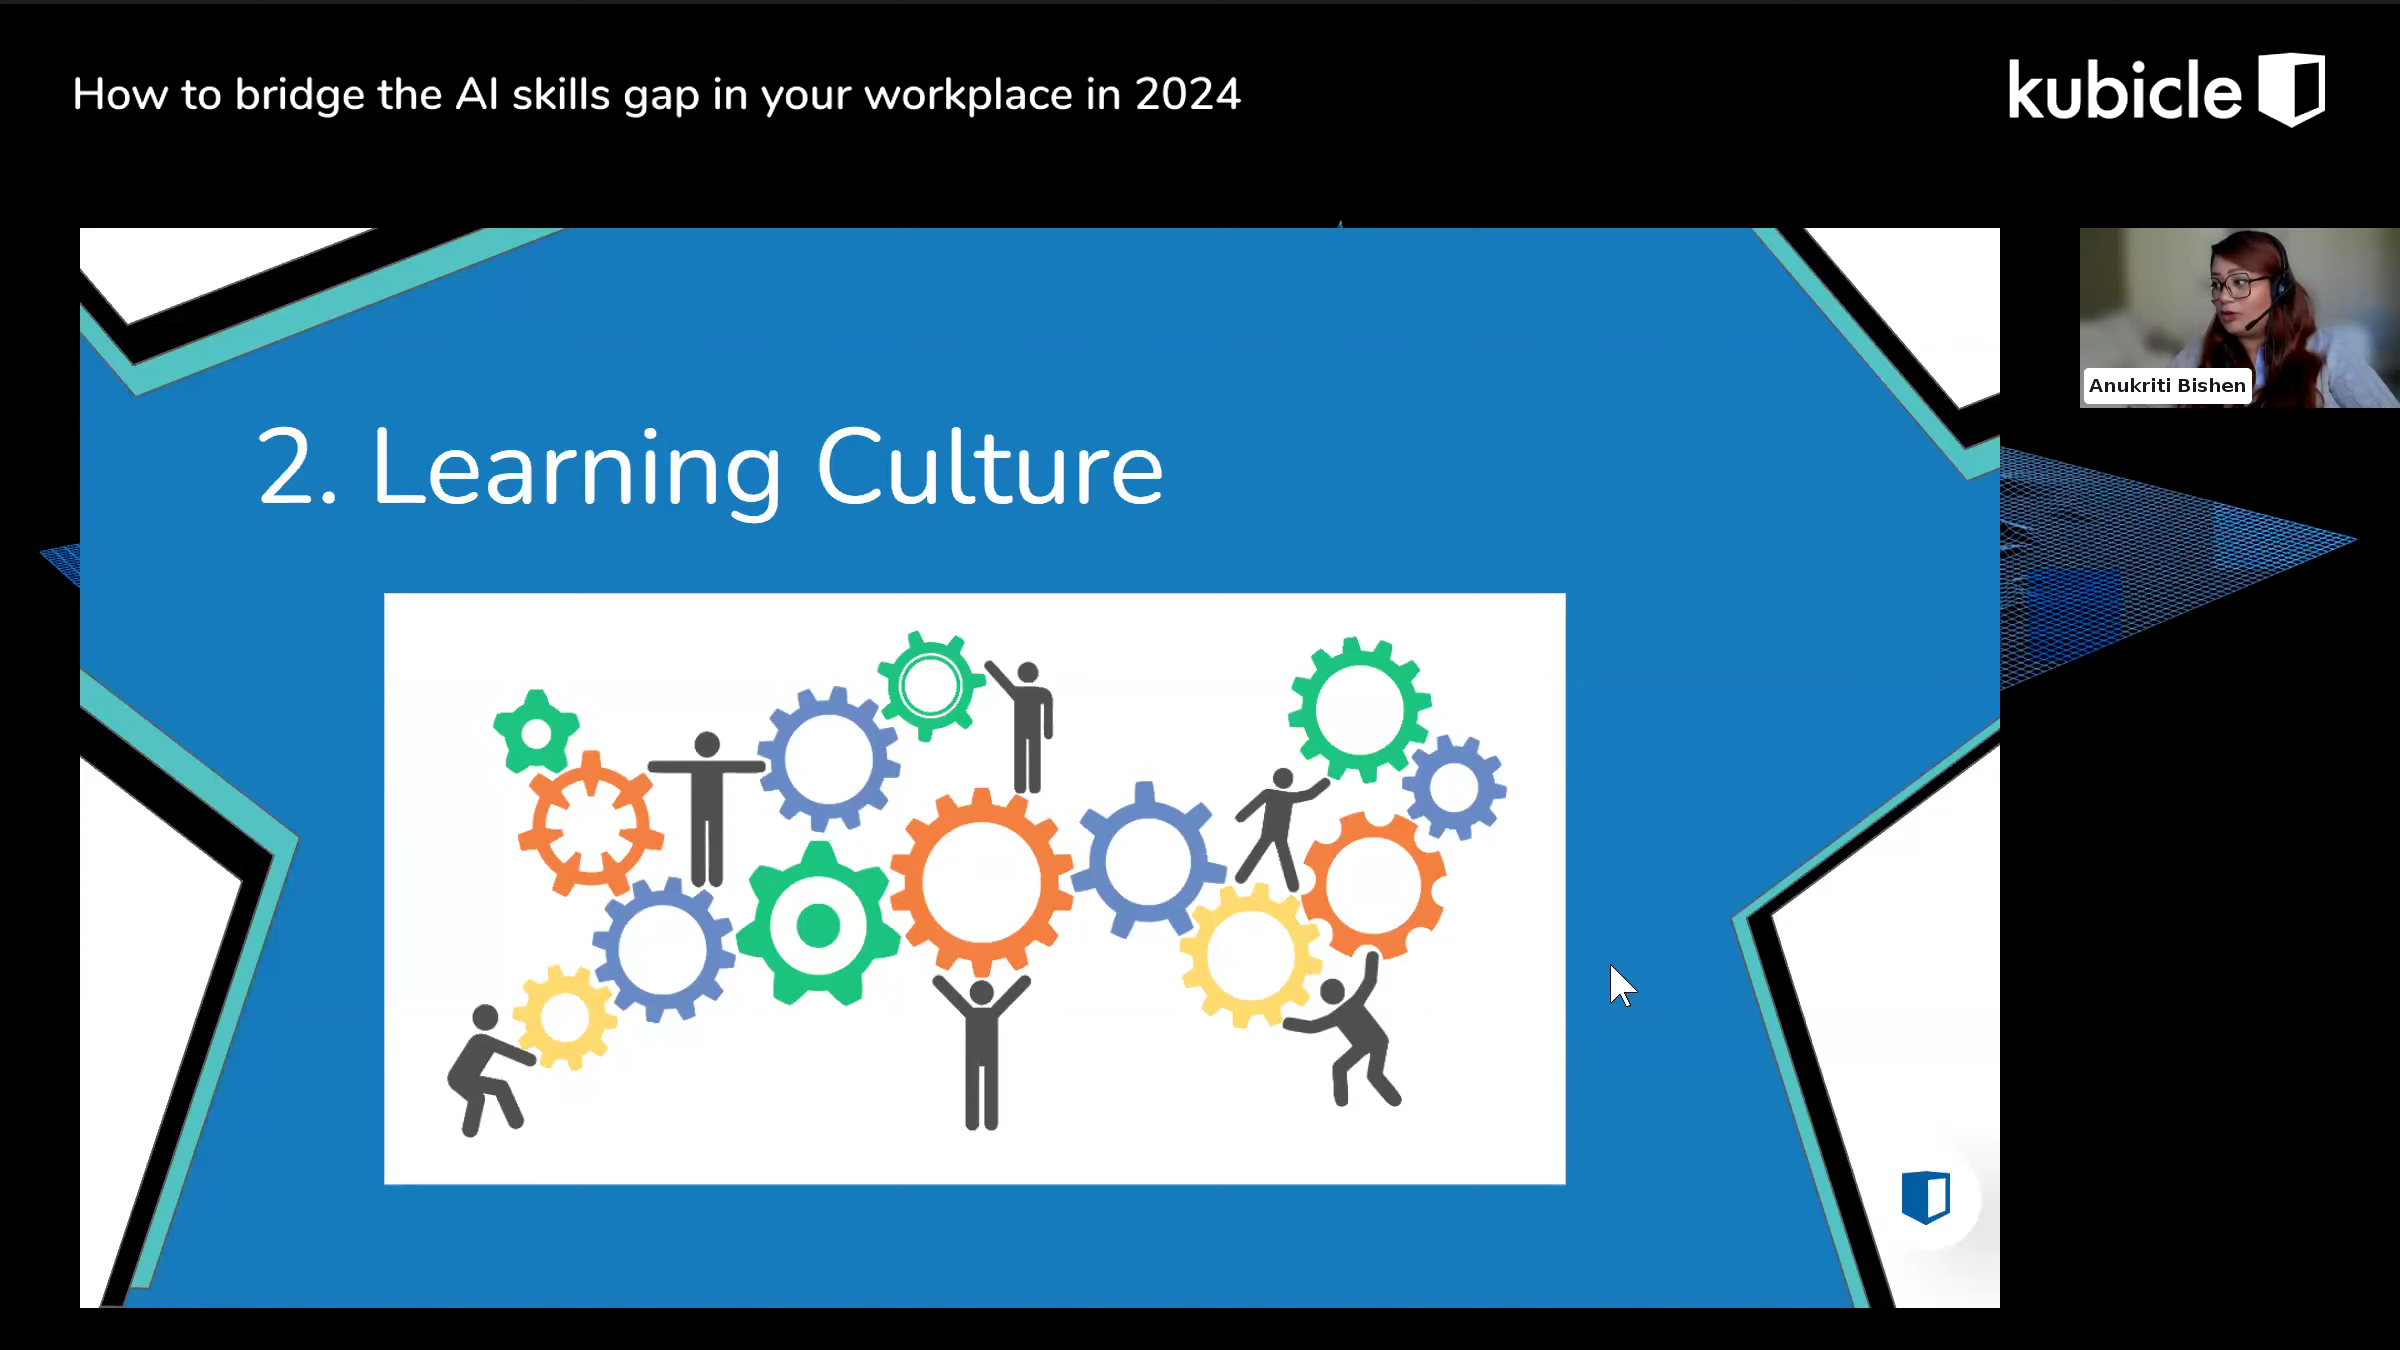 How to bridge the AI skills gap in your workplace in 2024
kubicle
Anukriti Bishen
2. Learning Culture